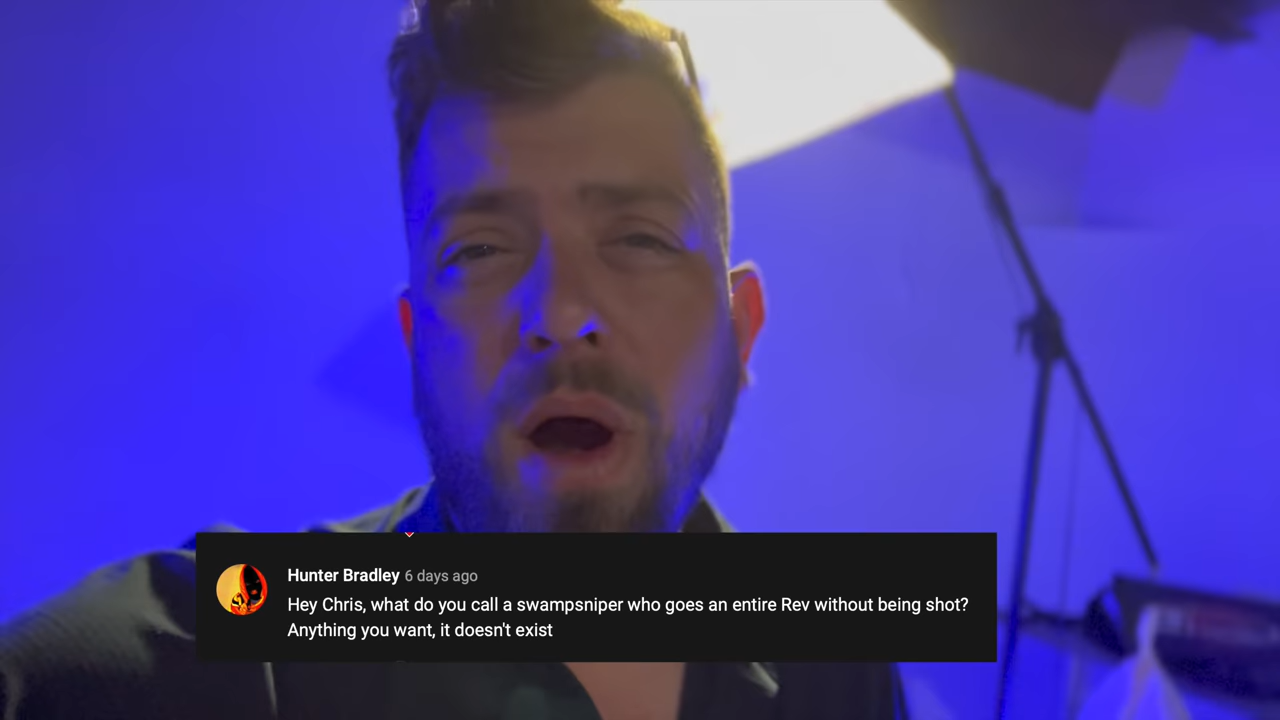 Hunter Bradley 6 days ago
Hey Chris, what do you call a swampsniper who goes an entire Rev without being shot?
Anything you want, it doesn't exist